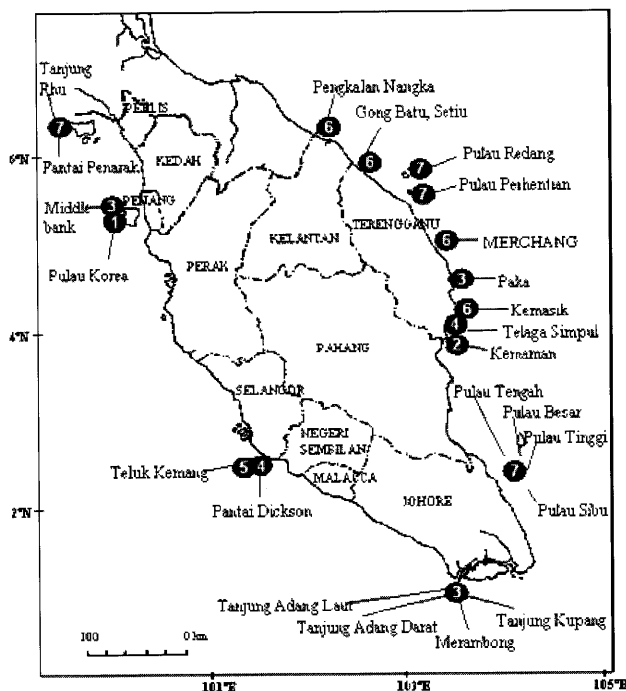 Tanjung
Rhu
7
Pantai Penarak
PERLIS
KEDAH
6°N
Middle
bank
3
PENANG
1
Pulau Korea
PERAK
KELANTAN
TERENGGANU
Pengkalan Nangka
6
Gong Batu, Setiu
6
7
Pulau Redang
7
Pulau Perhentian
6
MERCHANG
3
Paka
6
Kemasik
4
Telaga Simpul
2
Kemaman
4°N
PAHANG
SELANGOR
NEGERI
SEMBILAN
MALACCA
JOHORE
Teluk Kemang
5
4
Pantai Dickson
Pulau Tengah
Pulau Besar
Pulau Tinggi
7
Pulau Sibu
2°N
3
Tanjung Adang Laut
Tanjung Adang Darat
Merambong
Tanjung Kupang
100
0 km
101°E
103°E
105°E